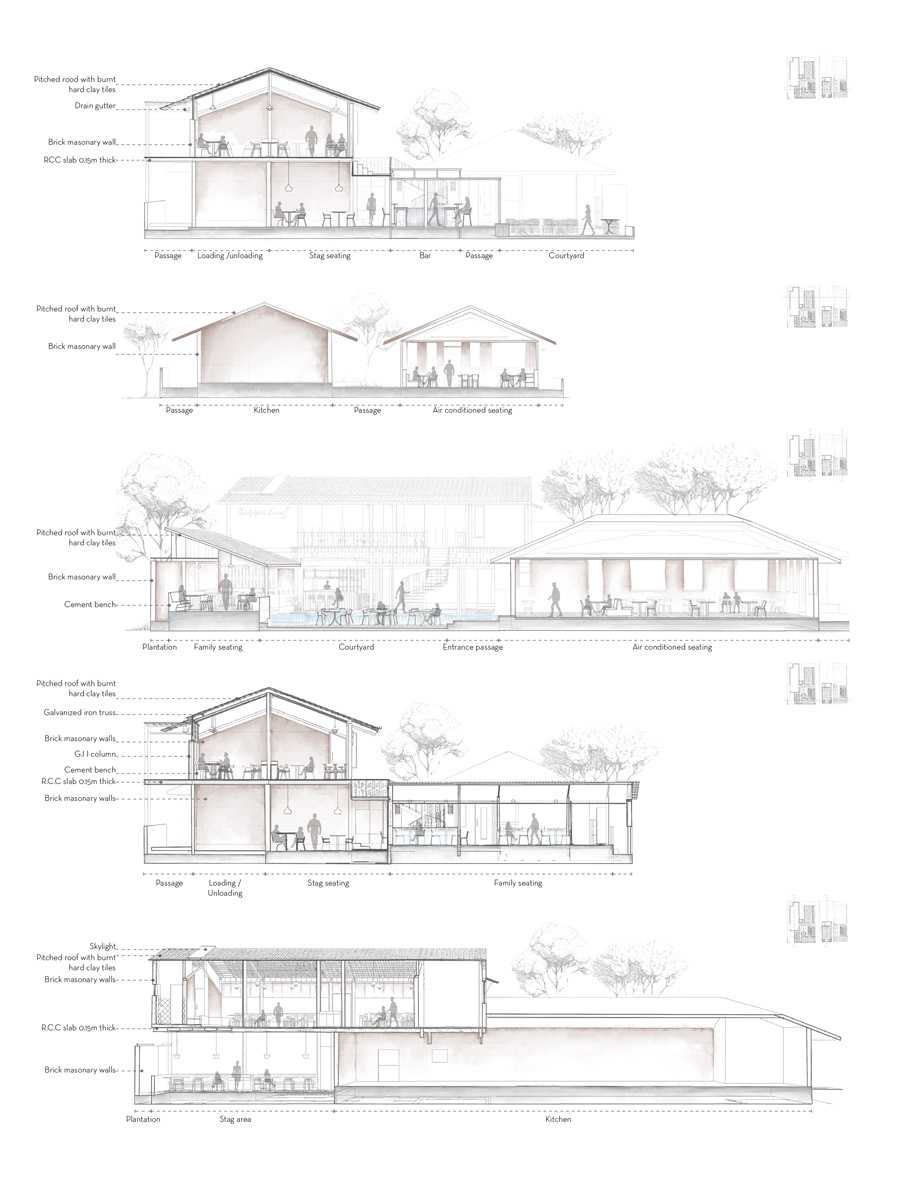 Pitched rood with burnt
hard clay tiles
Drain gutter
Brick masonary wall
RCC slab 0.15m thick
Passage
Loading /unloading
Stag seating
Bar
Passage
Courtyard
Pitched roof with burnt
hard clay tiles
Brick masonary wall
Passage
Kitchen
Passage
Air conditioned seating
Pitched roof with burnt
hard clay tiles
Brick masonary wall
Cement bench
Plantation
Family seating
Courtyard
Entrance passage
Air conditioned seating
Pitched roof with burnt
hard clay tiles
Galvanized iron truss
Brick masonary walls
G.I I column
Cement bench
R.C.C slab 0.15m thick
Brick masonary walls
Passage
Loading /
Unloading
Stag seating
Family seating
Skylight
Pitched roof with burnt
hard clay tiles
Brick masonary walls
R.C.C slab 0.15m thick
Brick masonary walls
Plantation
Stag area
Kitchen